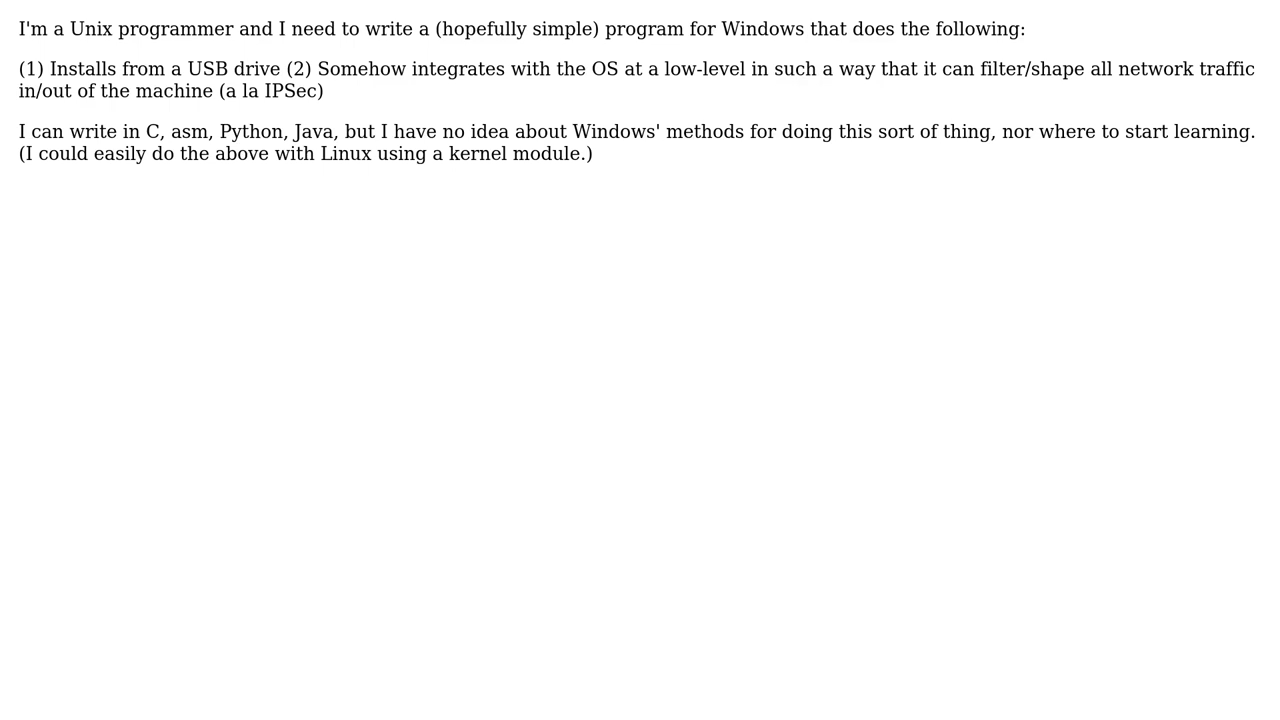 I'm a Unix programmer and I need to write a (hopefully simple) program for Windows that does the following:
(1) Installs from a USB drive (2) Somehow integrates with the OS at a low-level in such a way that it can filter/shape all network traffic
in/out of the machine (a la IPSec)
I can write in C, asm, Python, Java, but I have no idea about Windows' methods for doing this sort of thing, nor where to start learning.
(I could easily do the above with Linux using a kernel module.)